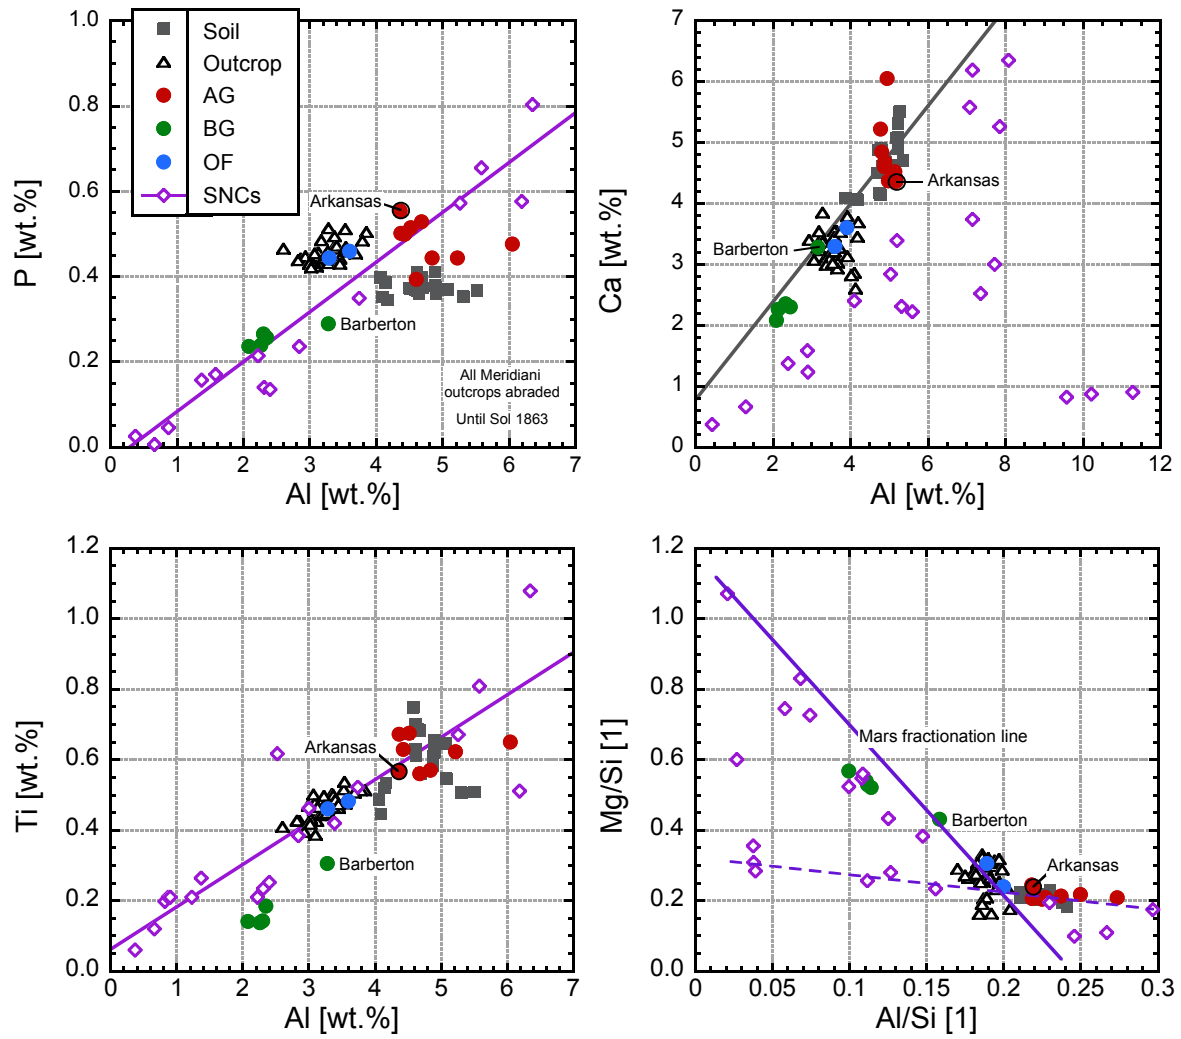 Soil
Outcrop
AG
BG
OF
SNCs
1.0
0.8
0.6
0.4
0.2
0.0
P [wt.%]
Arkansas
Barberton
All Meridiani
outcrops abraded
Until Sol 1863
0 1 2 3 4 5 6 7
Al [wt.%]
7
6
5
4
3
2
1
0
Ca [wt.%]
Arkansas
Barberton
0 2 4 6 8 10 12
Al [wt.%]
1.2
1.0
0.8
0.6
0.4
0.2
0.0
Ti [wt.%]
Arkansas
Barberton
0 1 2 3 4 5 6 7
Al [wt.%]
1.2
1.0
0.8
0.6
0.4
0.2
0.0
Mg/Si [1]
Mars fractionation line
Barberton
Arkansas
0 0.05 0.1 0.15 0.2 0.25 0.3
Al/Si [1]